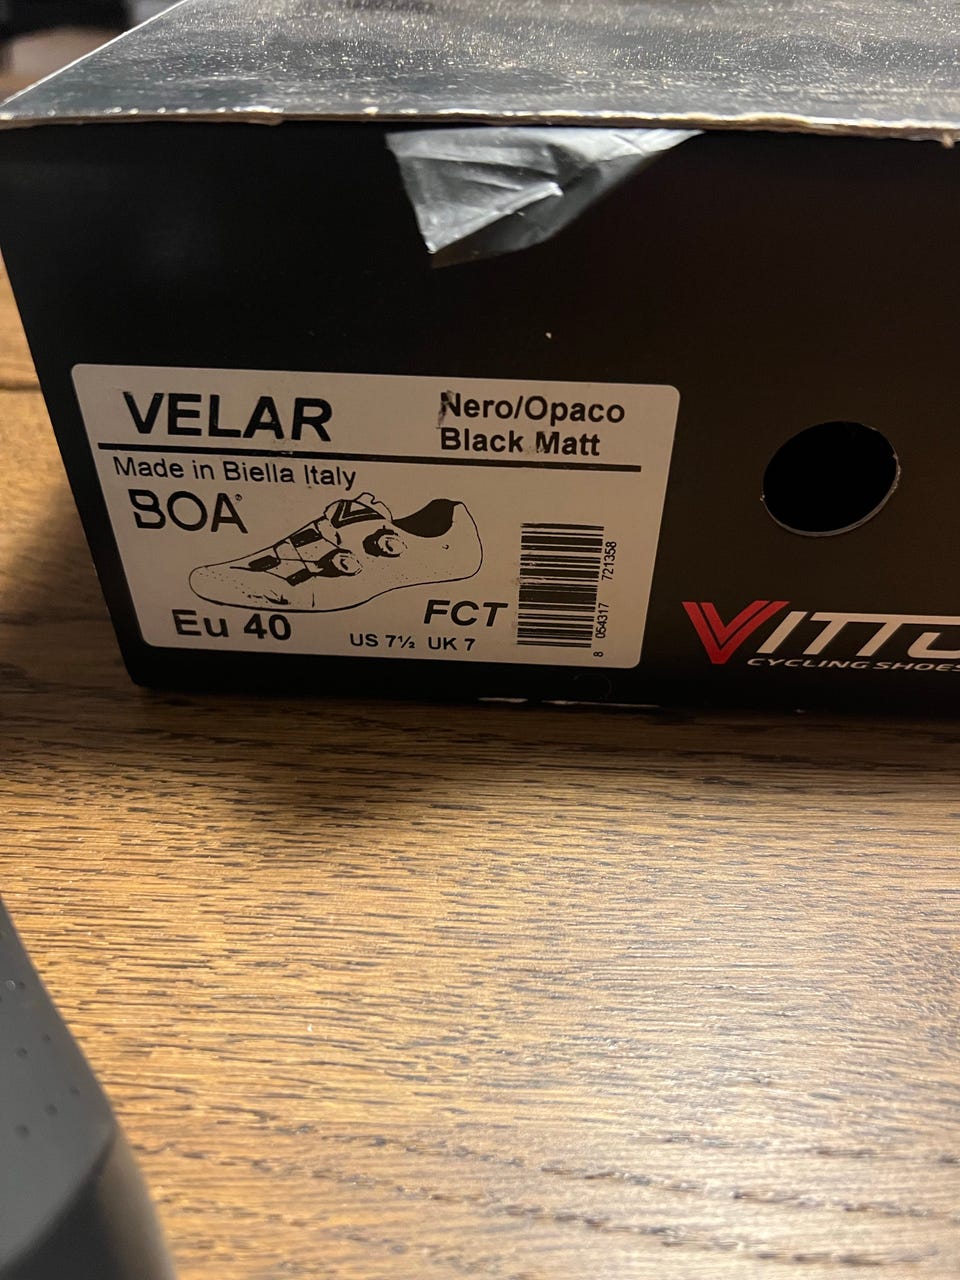 VELAR
Nero/Opaco
Black Matt
Made in Biella Italy
BOA®
FCT
Eu 40
US 7½ UK 7
8 054317 721358
VITTO
CYCLING SHOES